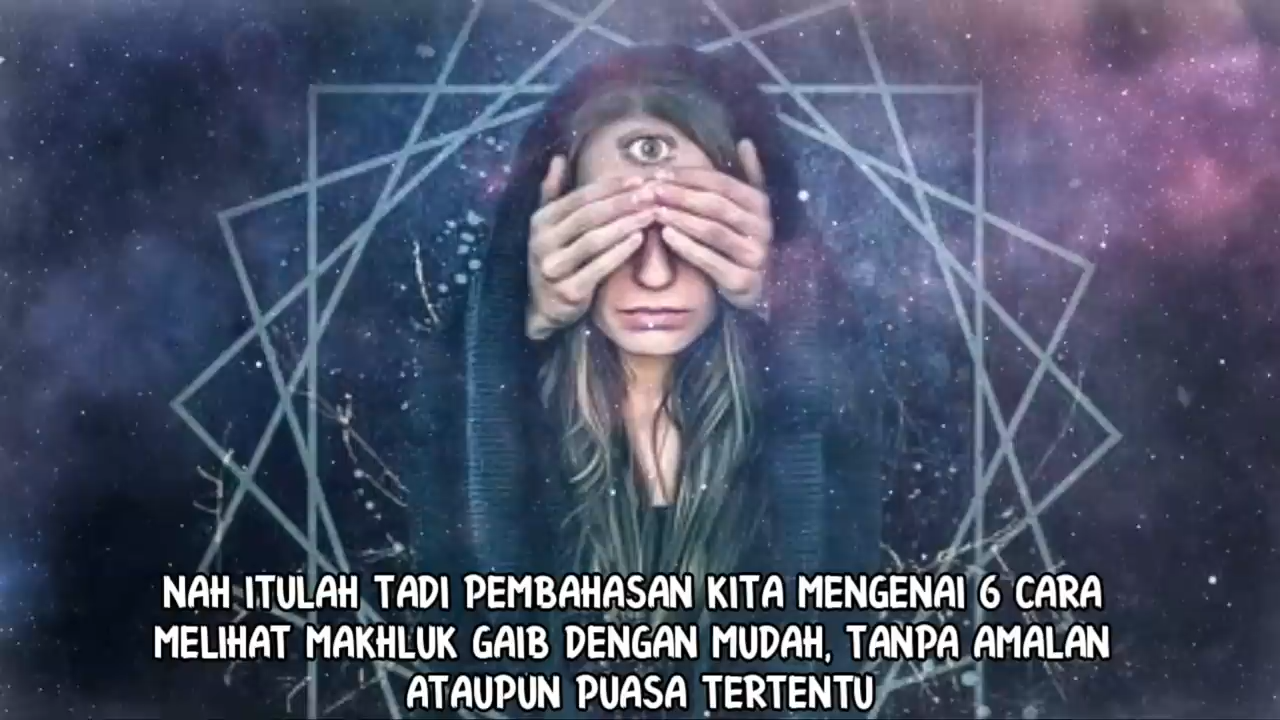 NAH ITULAH TADI PEMBAHASAN KITA MENGENAI 6 CARA
MELIHAT MAKHLUK GAIB DENGAN MUDAH, TANPA AMALAN
ATAUPUN PUASA TERTENTU